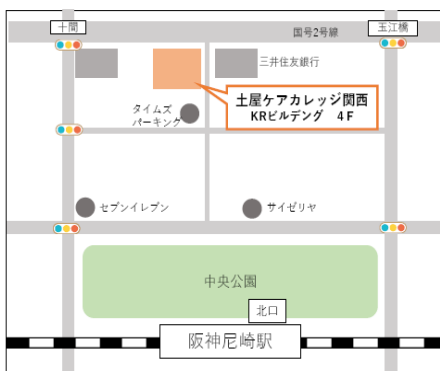 十間
国号2号線
玉江橋
三井住友銀行
土屋ケアカレッジ関西
KRビルデング 4F
タイムズ
パーキング
セブンイレブン
サイゼリヤ
中央公園
北口
阪神尼崎駅